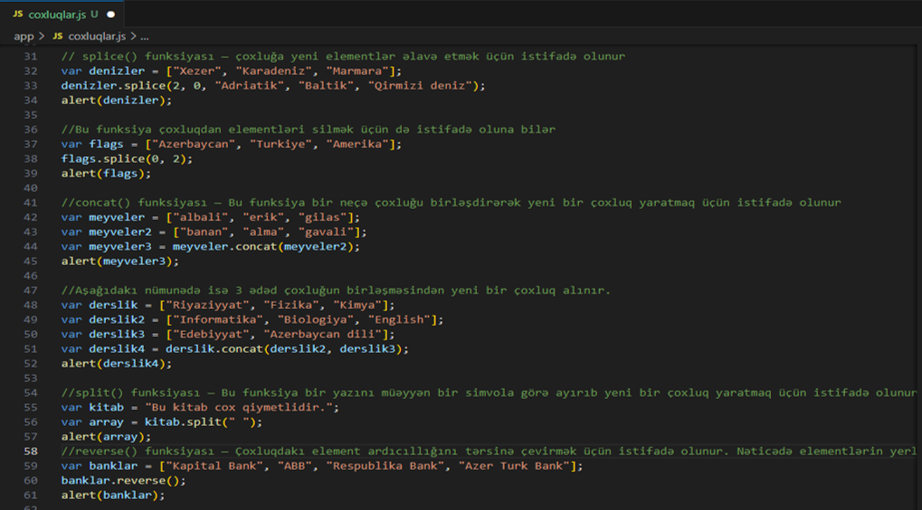 JS coxluqlar.js U ●
app > JS coxluqlar.js > ...
31 // splice() funksiyası – çoxluğa yeni elementlər əlavə etmək üçün istifadə olunur
32 var denizler = ["Xezer", "Karadeniz", "Marmara"];
33 denizler.splice(2, 0, "Adriatik", "Baltik", "Qirmizi deniz");
34 alert(denizler);
35
36 //Bu funksiya çoxluqdan elementləri silmək üçün də istifadə oluna bilər
37 var flags = ["Azerbaycan", "Turkiye", "Amerika"];
38 flags.splice(0, 2);
39 alert(flags);
40
41 //concat() funksiyası – Bu funksiya bir neçə çoxluğu birləşdirərək yeni bir çoxluq yaratmaq üçün istifadə olunur
42 var meyveler = ["albali", "erik", "gilas"];
43 var meyveler2 = ["banan", "alma", "gavali"];
44 var meyveler3 = meyveler.concat(meyveler2);
45 alert(meyveler3);
46
47 //Aşağıdakı nümunədə isə 3 ədəd çoxluğun birləşməsindən yeni bir çoxluq alınır.
48 var derslik = ["Riyaziyyat", "Fizika", "Kimya"];
49 var derslik2 = ["Informatika", "Biologiya", "English"];
50 var derslik3 = ["Edebiyyat", "Azerbaycan dili"];
51 var derslik4 = derslik.concat(derslik2, derslik3);
52 alert(derslik4);
53
54 //split() funksiyası – Bu funksiya bir yazını müəyyən bir simvola görə ayırıb yeni bir çoxluq yaratmaq üçün istifadə olunur
55 var kitab = "Bu kitab cox qiymetlidir.";
56 var array = kitab.split(" ");
57 alert(array);
58 //reverse() funksiyası – Çoxluqdakı element ardıcıllığını tərsinə çevirmək üçün istifadə olunur. Nəticədə elementlərin yerl
59 var banklar = ["Kapital Bank", "ABB", "Respublika Bank", "Azer Turk Bank"];
60 banklar.reverse();
61 alert(banklar);